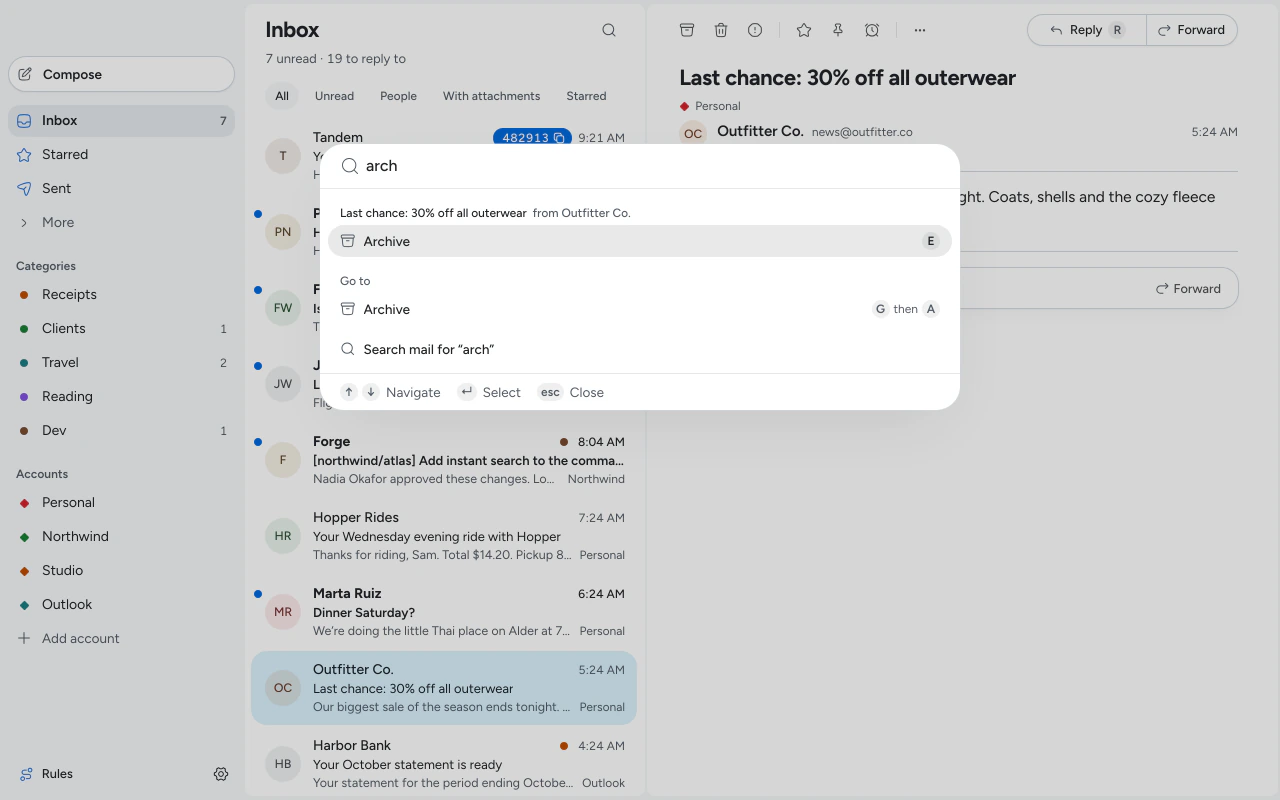 Compose
Inbox 7
Starred
Sent
More
Categories
Receipts
Clients 1
Travel 2
Reading
Dev 1
Accounts
Personal
Northwind
Studio
Outlook
Add account
Rules
Inbox
7 unread · 19 to reply to
All Unread People With attachments Starred
T Tandem 482913 9:21 AM
PN
FW
JW
F Forge 8:04 AM
[northwind/atlas] Add instant search to the comma…
Nadia Okafor approved these changes. Lo… Northwind
HR Hopper Rides 7:24 AM
Your Wednesday evening ride with Hopper
Thanks for riding, Sam. Total $14.20. Pickup 8… Personal
MR Marta Ruiz 6:24 AM
Dinner Saturday?
We're doing the little Thai place on Alder at 7… Personal
OC Outfitter Co. 5:24 AM
Last chance: 30% off all outerwear
Our biggest sale of the season ends tonight. … Personal
HB Harbor Bank 4:24 AM
Your October statement is ready
Your statement for the period ending Octobe… Outlook
Reply R Forward
Last chance: 30% off all outerwear
Personal
OC Outfitter Co. news@outfitter.co 5:24 AM
Coats, shells and the cozy fleece
Forward
arch
Last chance: 30% off all outerwear from Outfitter Co.
Archive E
Go to
Archive G then A
Search mail for “arch”
↑ ↓ Navigate ↵ Select esc Close